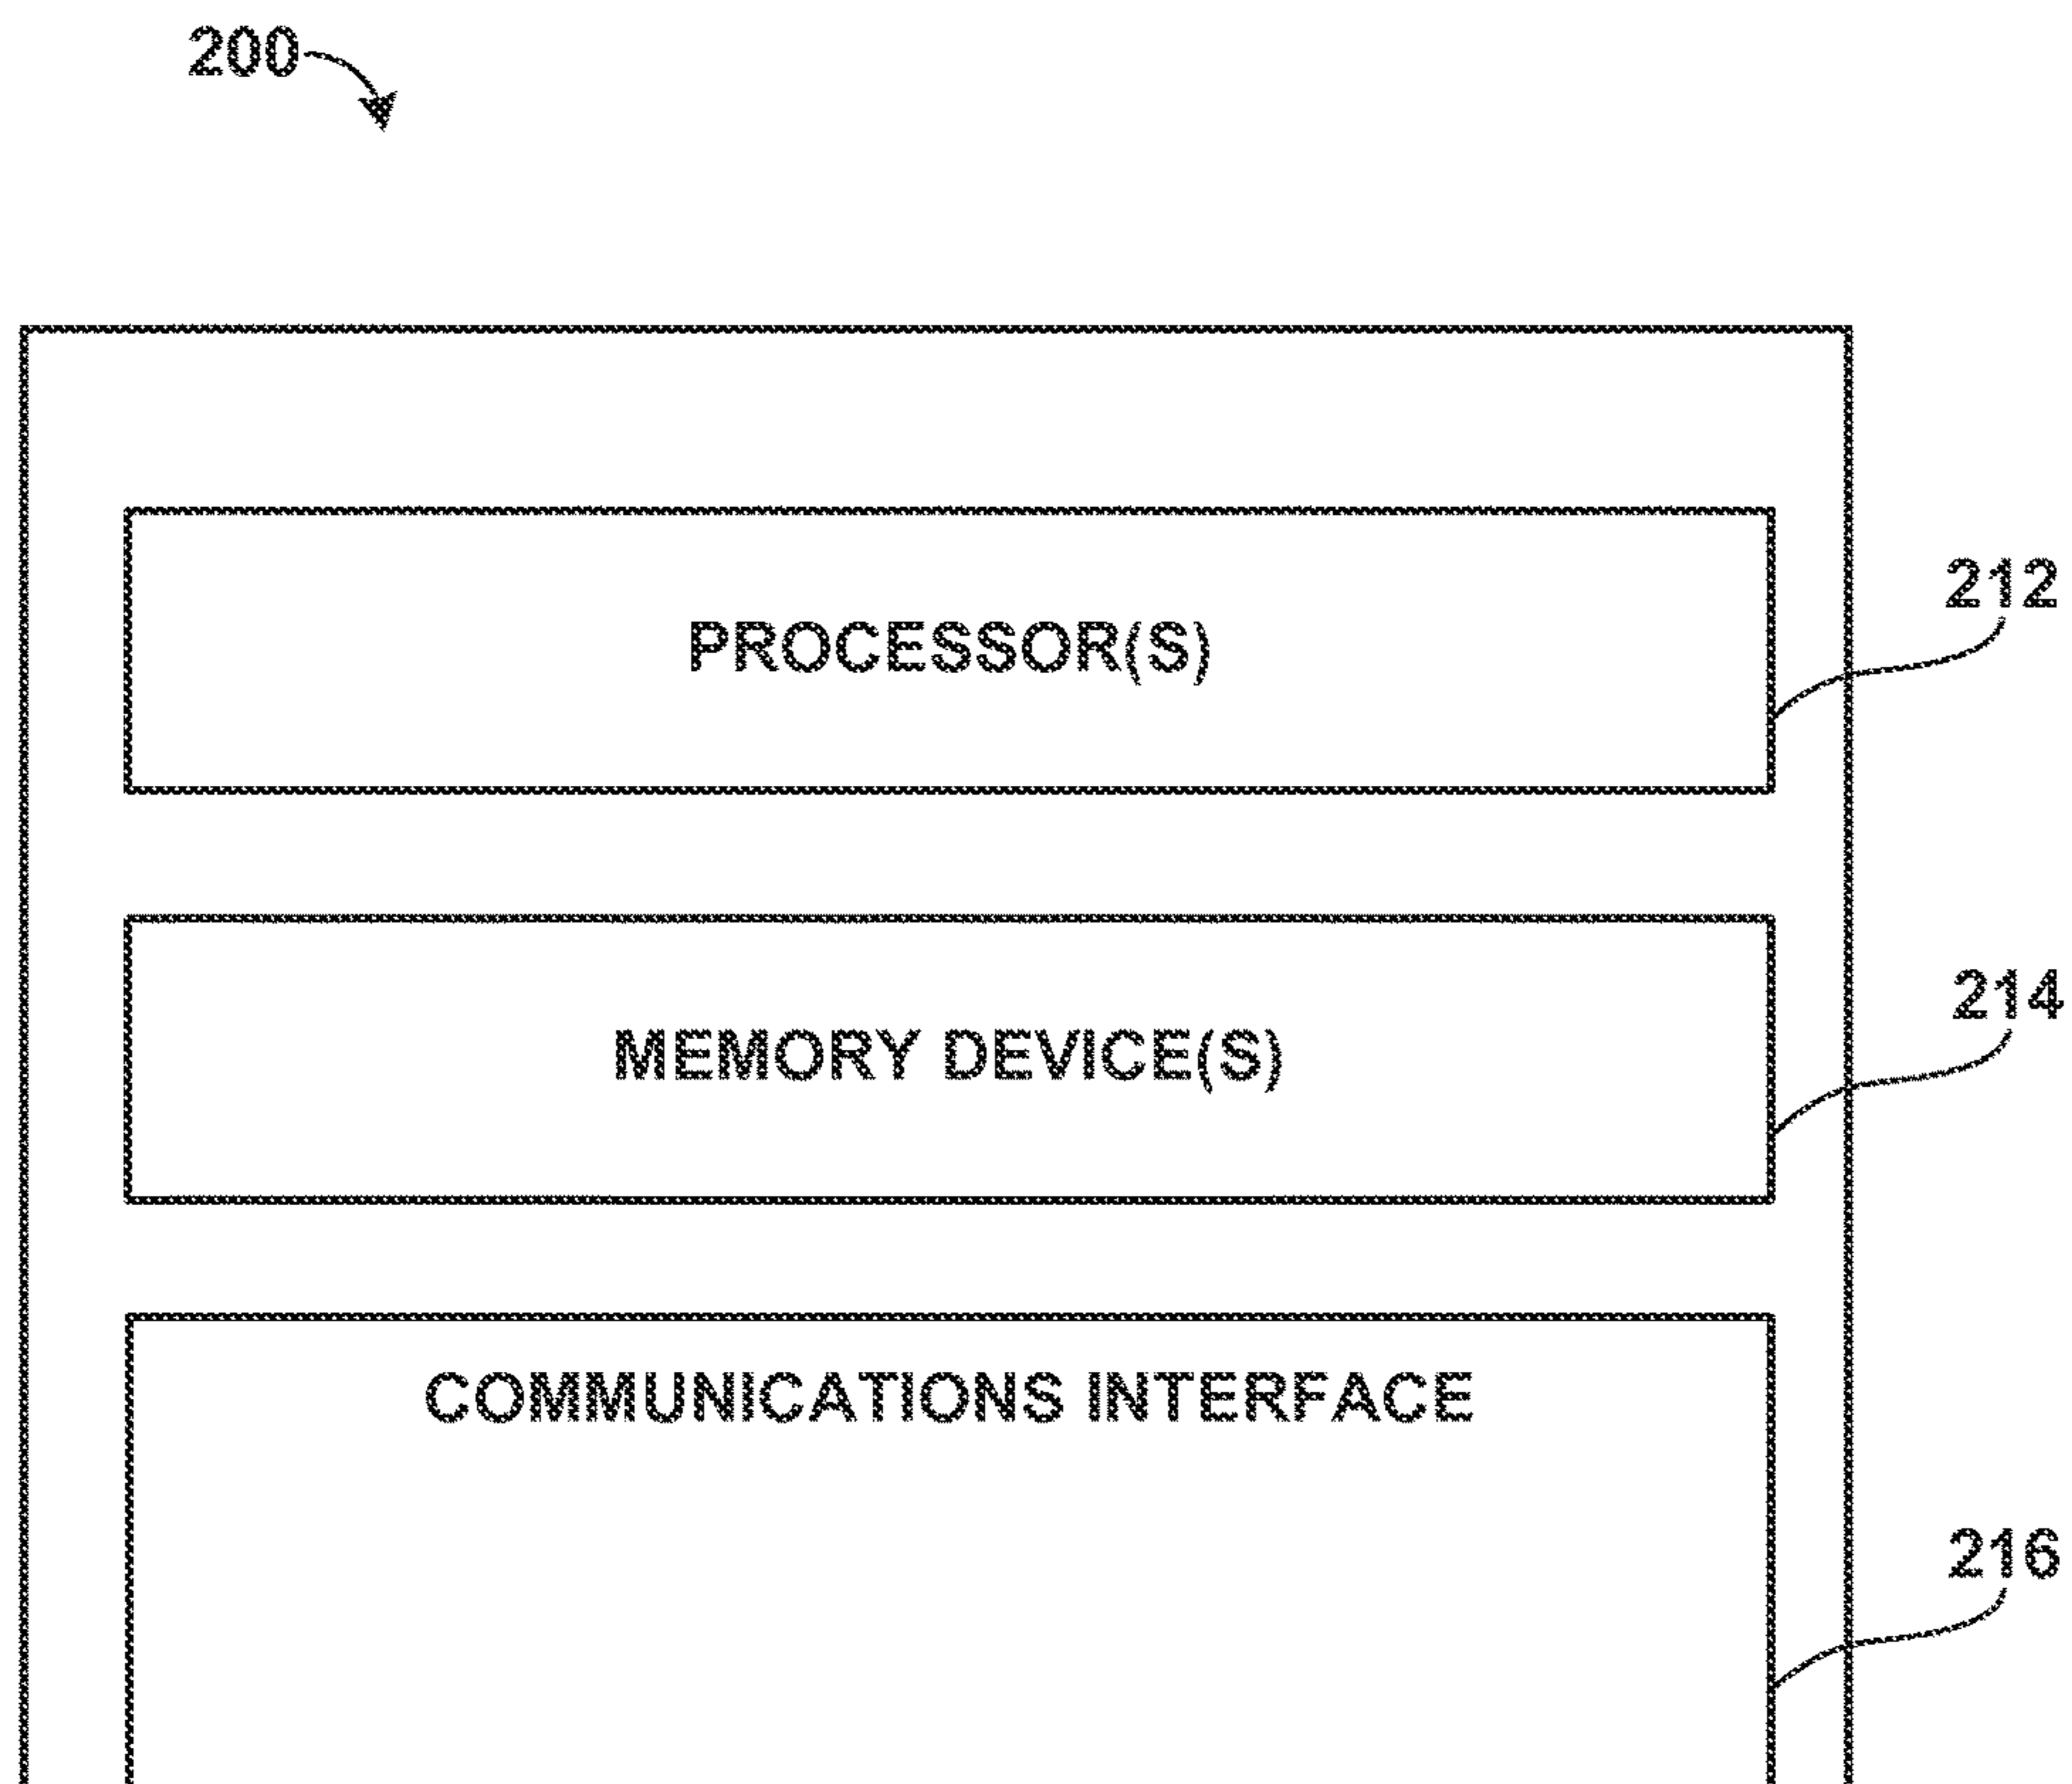 200
PROCESSOR(S)
212
MEMORY DEVICE(S)
214
COMMUNICATIONS INTERFACE
216